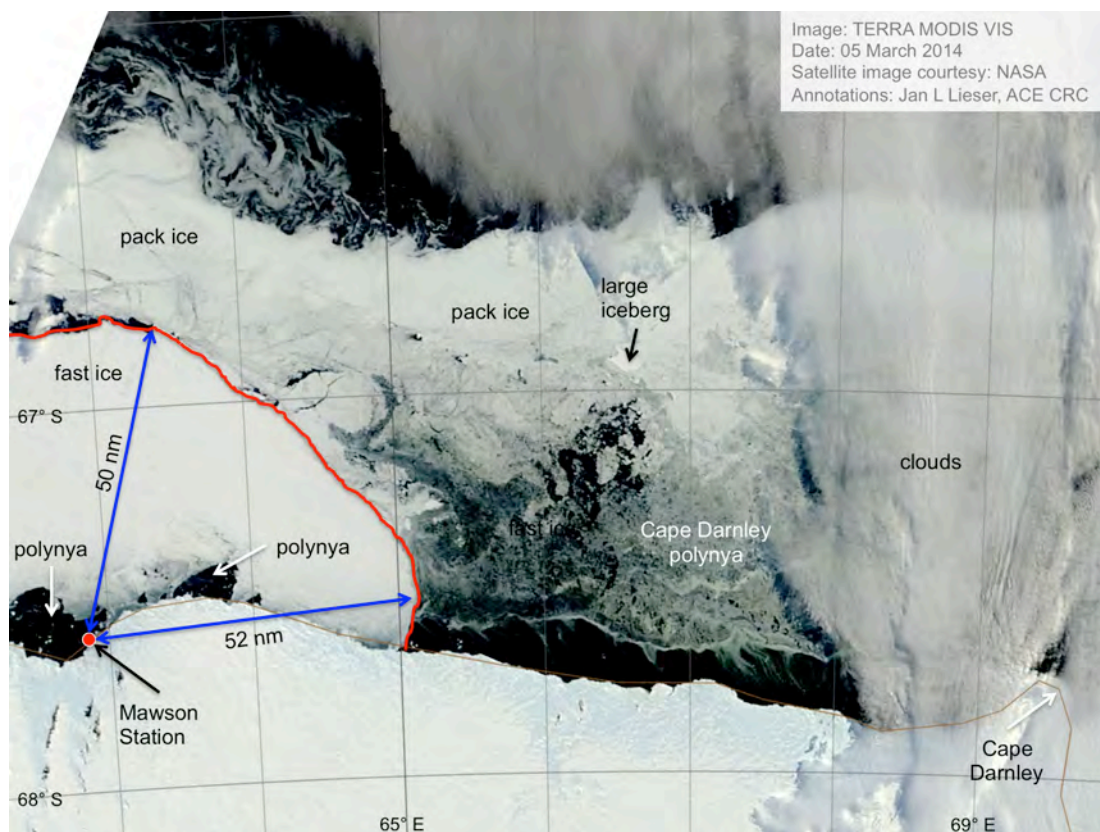 Image: TERRA MODIS VIS
Date: 05 March 2014
Satellite image courtesy: NASA
Annotations: Jan L Lieser, ACE CRC
pack ice
pack ice
large
iceberg
fast ice
67° S
50 nm
clouds
fast ice
Cape Darnley
polynya
polynya
polynya
52 nm
Mawson
Station
Cape
Darnley
68° S
65° E
69° E